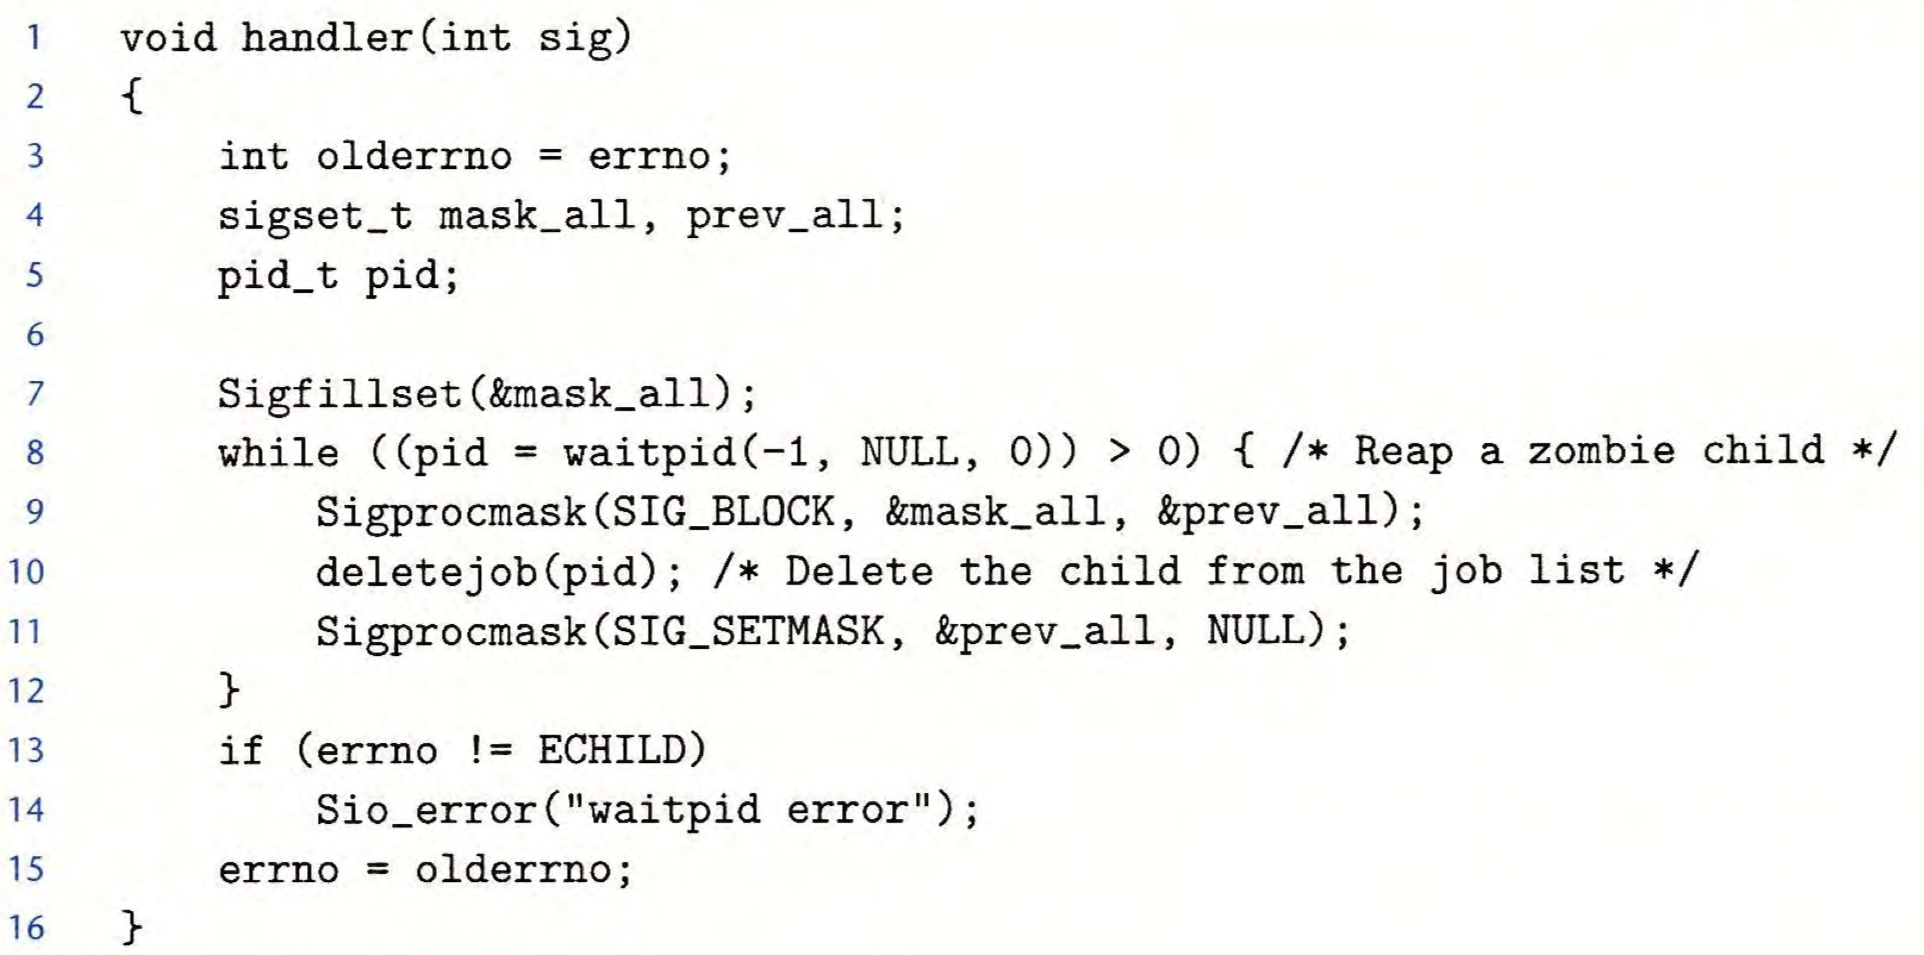 1 void handler(int sig)
2 {
3 int olderrno = errno;
4 sigset_t mask_all, prev_all;
5 pid_t pid;
6
7 Sigfillset(&mask_all);
8 while ((pid = waitpid(-1, NULL, 0)) > 0) { /* Reap a zombie child */
9 Sigprocmask(SIG_BLOCK, &mask_all, &prev_all);
10 deletejob(pid); /* Delete the child from the job list */
11 Sigprocmask(SIG_SETMASK, &prev_all, NULL);
12 }
13 if (errno != ECHILD)
14 Sio_error("waitpid error");
15 errno = olderrno;
16 }